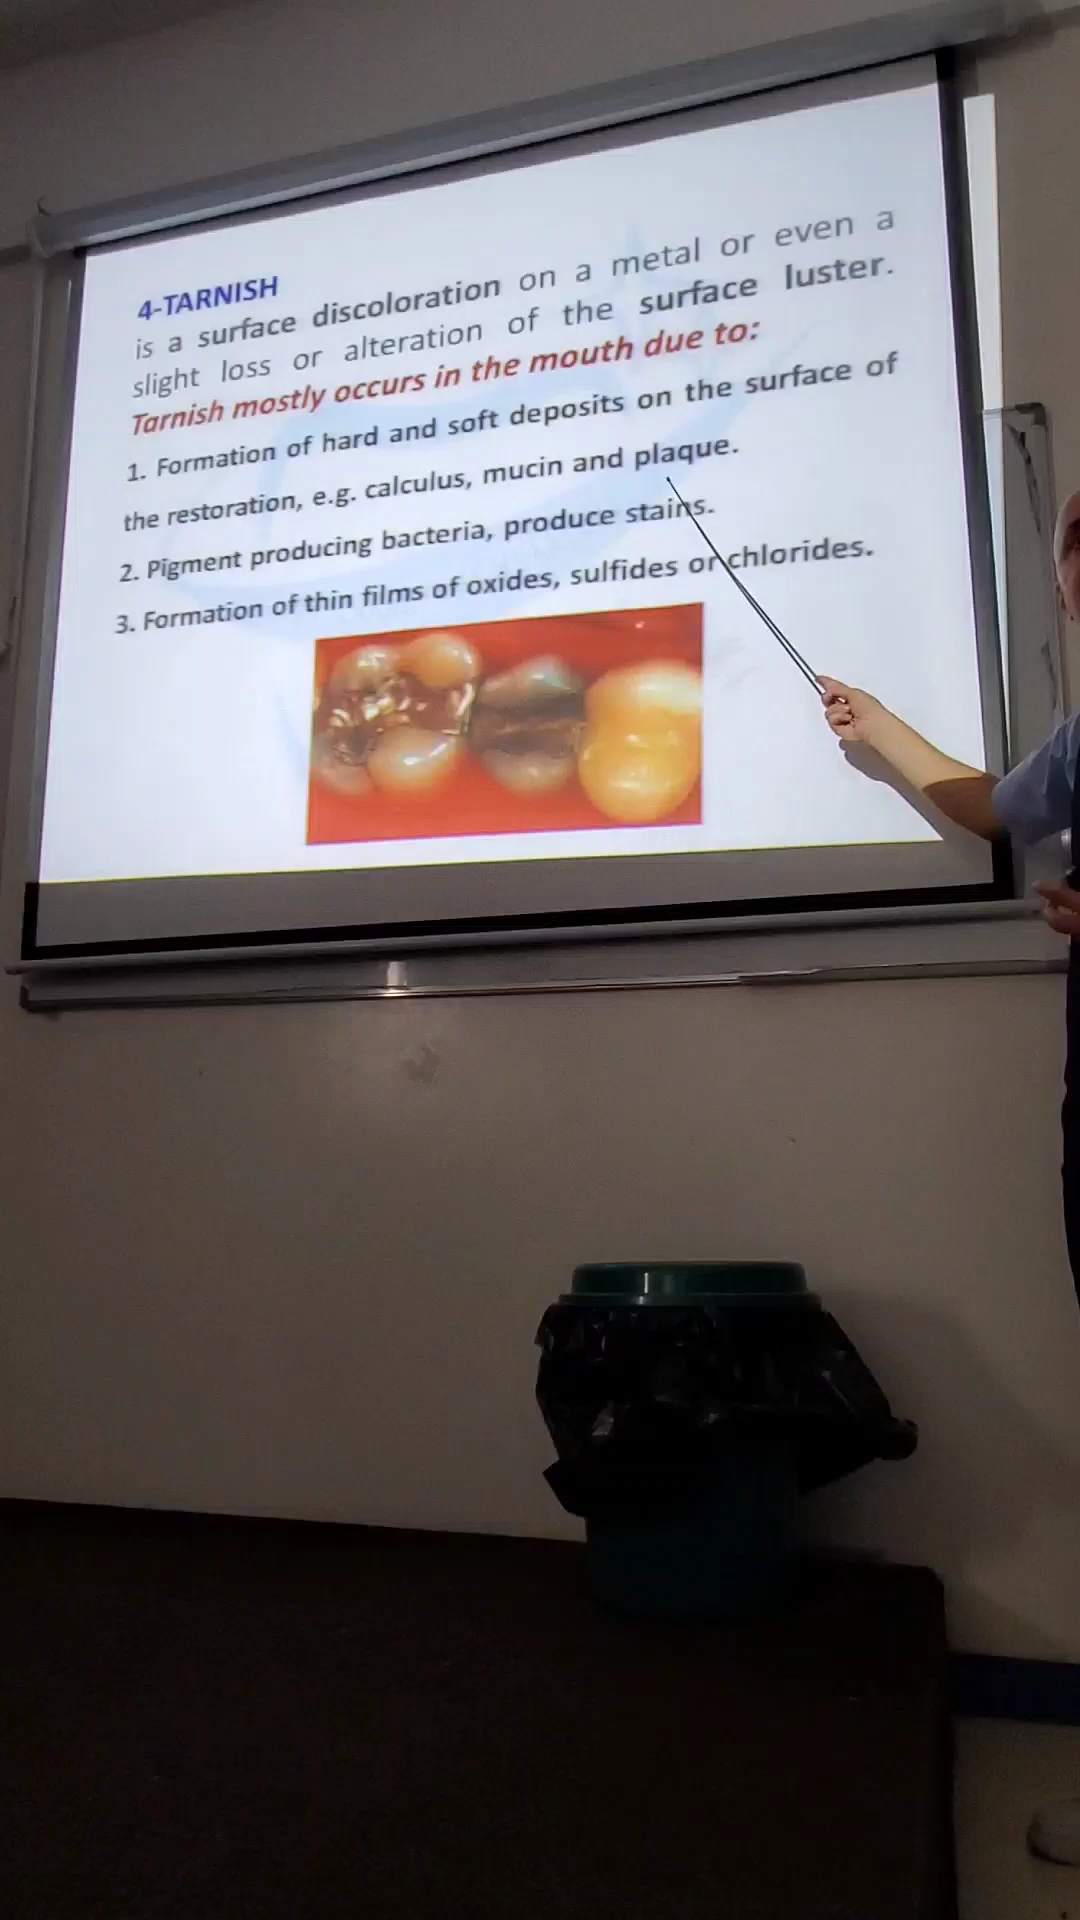 4-TARNISH
is a surface discoloration on a metal or even a
slight loss or alteration of the surface luster.
Tarnish mostly occurs in the mouth due to:
1. Formation of hard and soft deposits on the surface of
the restoration, e.g. calculus, mucin and plaque.
2. Pigment producing bacteria, produce stains.
3. Formation of thin films of oxides, sulfides or chlorides.